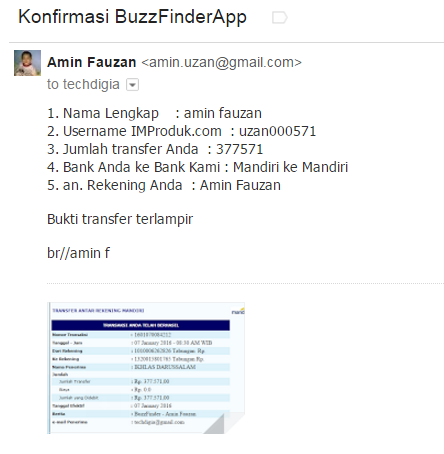 Konfirmasi BuzzFinderApp
Amin Fauzan <amin.uzan@gmail.com>
to techdigia
1. Nama Lengkap : amin fauzan
2. Username IMProduk.com : uzan000571
3. Jumlah transfer Anda : 377571
4. Bank Anda ke Bank Kami : Mandiri ke Mandiri
5. an. Rekening Anda : Amin Fauzan
Bukti transfer terlampir
br//amin f
TRANSFER ANTAR REKENING MANDIRI
TRANSAKSI ANDA TELAH BERHASIL
Nomor Transaksi
Tanggal - Jam : 07 January 2016 - 08:30 AM WIB
Dari Rekening Tabungan Rp.
Ke Rekening Tabungan Rp.
Nama Penerima : IKHLAS DARUSSALAM
Jumlah
Jumlah Transfer : Rp. 377,571.00
Biaya : Rp. 0.0
Jumlah yang Didebit : Rp. 377,571.00
Tanggal Efektif : 07 January 2016
Berita : BuzzFinder - Amin Fauzan
e-mail Penerima : techdigia@gmail.com